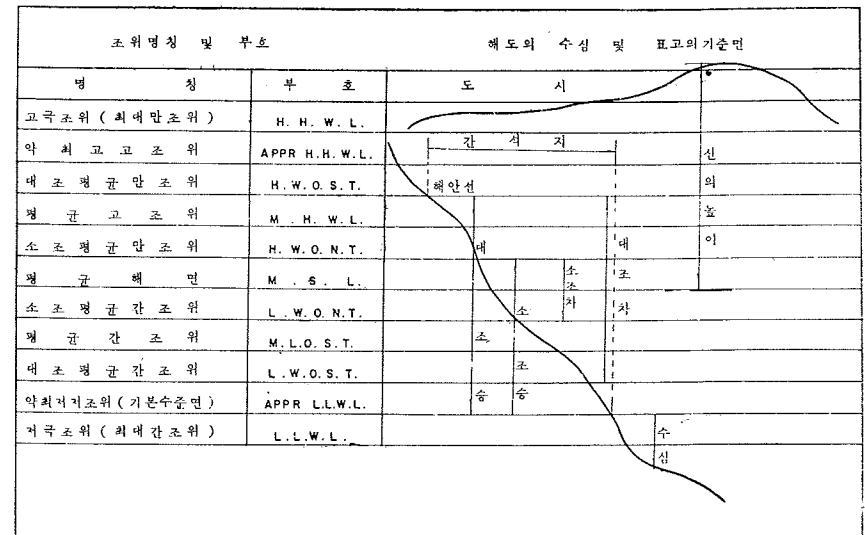 조위명칭 및 부호 해도의 수심 및 표고의기준면
명 칭 부 호 도 시
고극조위 (최대만조위) H. H. W. L.
약최고고조위 APPR H.H.W.L. 간석지
대조평균만조위 H.W.O.S.T. 해안선
평균고조위 M.H.W.L.
소조평균만조위 H.W.O.N.T.
평균해면 M.S.L.
소조평균간조위 L.W.O.N.T.
평균간조위 M.L.O.S.T.
대조평균간조위 L.W.O.S.T.
약최저저조위 (기본수준면) APPR L.L.W.L.
저극조위 (최대간조위) L.L.W.L.
대조승
소조승
소조차
대조차
신의높이
수심